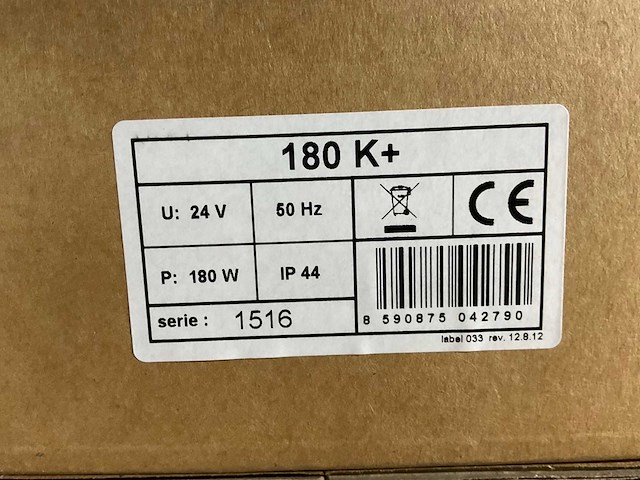 180 K+
U: 24 V
50 Hz
CE
P: 180 W
IP 44
serie : 1516
8 590875 042790
label 033 rev. 12.8.12